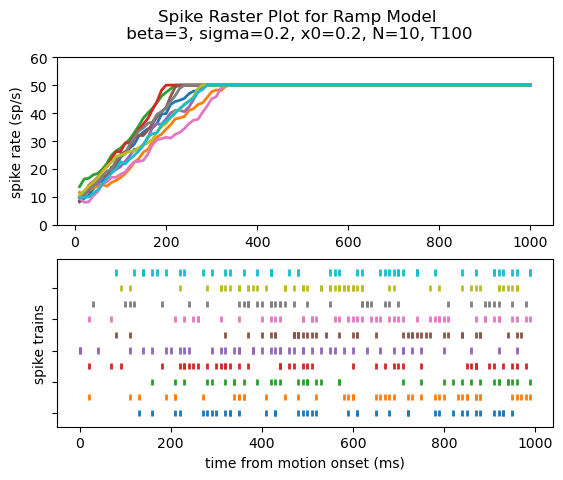 Spike Raster Plot for Ramp Model
beta=3, sigma=0.2, x0=0.2, N=10, T100
60
50
40
30
20
10
0
spike rate (sp/s)
0 200 400 600 800 1000
spike trains
0 200 400 600 800 1000
time from motion onset (ms)